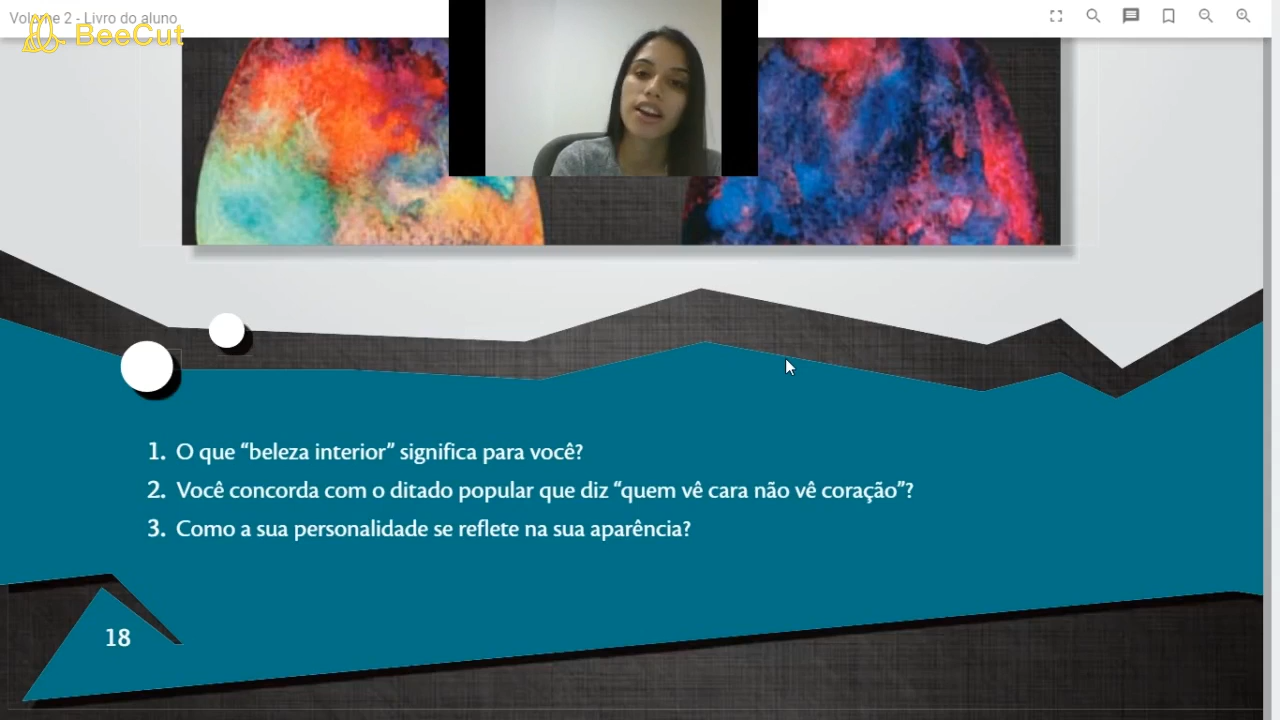 Volume 2 - Livro do aluno
BeeCut
1. O que “beleza interior” significa para você?
2. Você concorda com o ditado popular que diz “quem vê cara não vê coração”?
3. Como a sua personalidade se reflete na sua aparência?
18